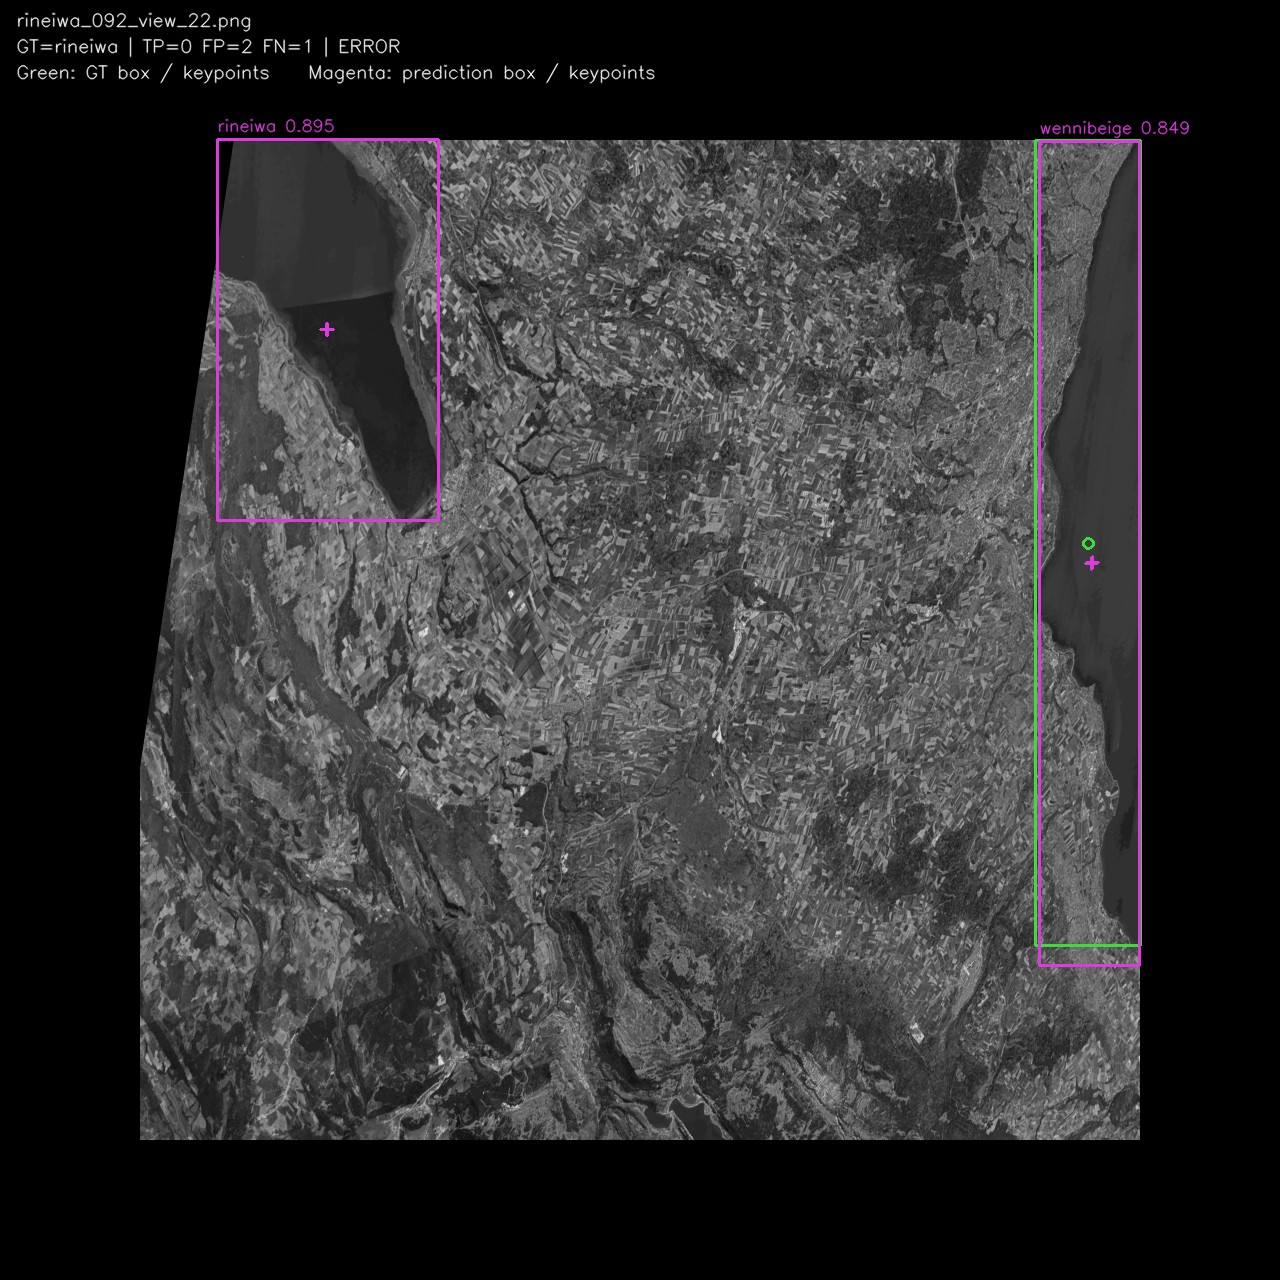 rineiwa_092_view_22.png
GT=rineiwa | TP=0 FP=2 FN=1 | ERROR
Green: GT box / keypoints    Magenta: prediction box / keypoints
rineiwa 0.895
wennibeige 0.849